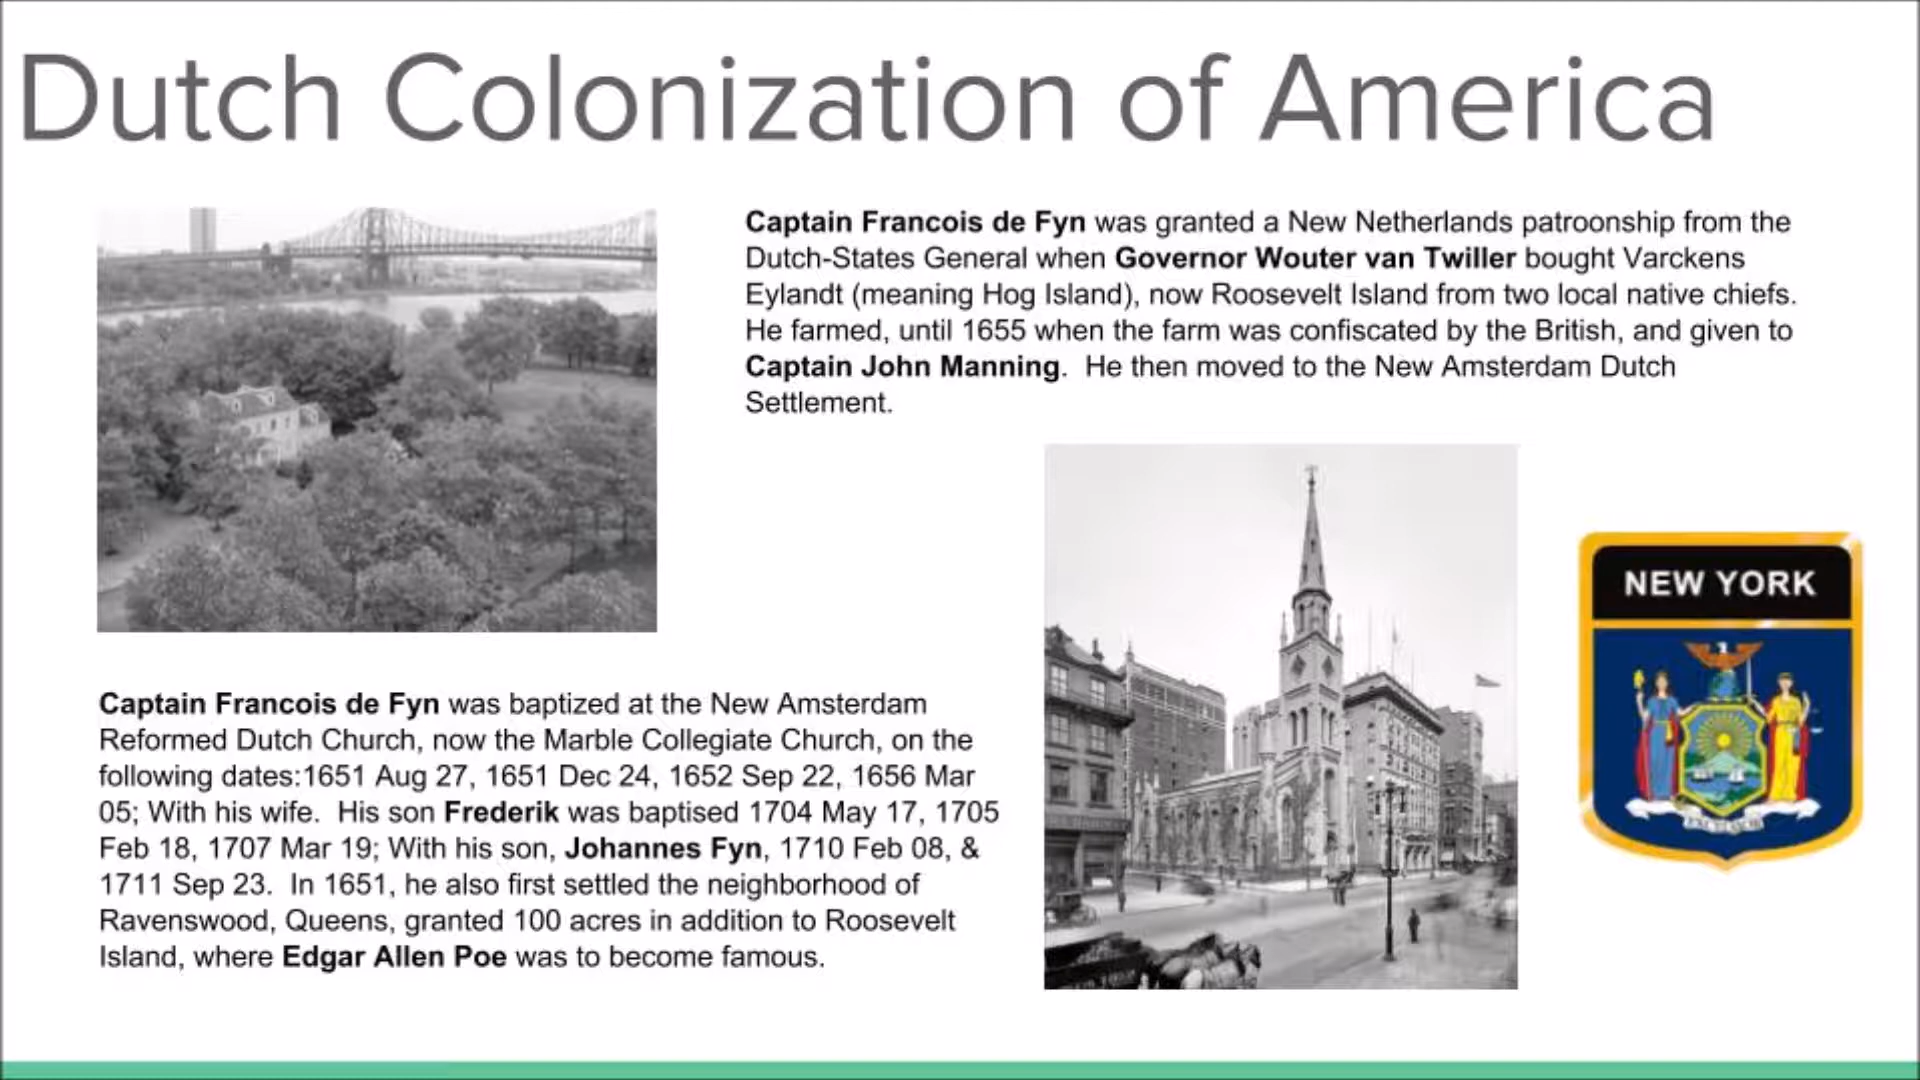 Dutch Colonization of America
Captain Francois de Fyn was granted a New Netherlands patroonship from the
Dutch-States General when Governor Wouter van Twiller bought Varckens
Eylandt (meaning Hog Island), now Roosevelt Island from two local native chiefs.
He farmed, until 1655 when the farm was confiscated by the British, and given to
Captain John Manning.  He then moved to the New Amsterdam Dutch
Settlement.
NEW YORK
Captain Francois de Fyn was baptized at the New Amsterdam
Reformed Dutch Church, now the Marble Collegiate Church, on the
following dates:1651 Aug 27, 1651 Dec 24, 1652 Sep 22, 1656 Mar
05; With his wife.  His son Frederik was baptised 1704 May 17, 1705
Feb 18, 1707 Mar 19; With his son, Johannes Fyn, 1710 Feb 08, &
1711 Sep 23.  In 1651, he also first settled the neighborhood of
Ravenswood, Queens, granted 100 acres in addition to Roosevelt
Island, where Edgar Allen Poe was to become famous.